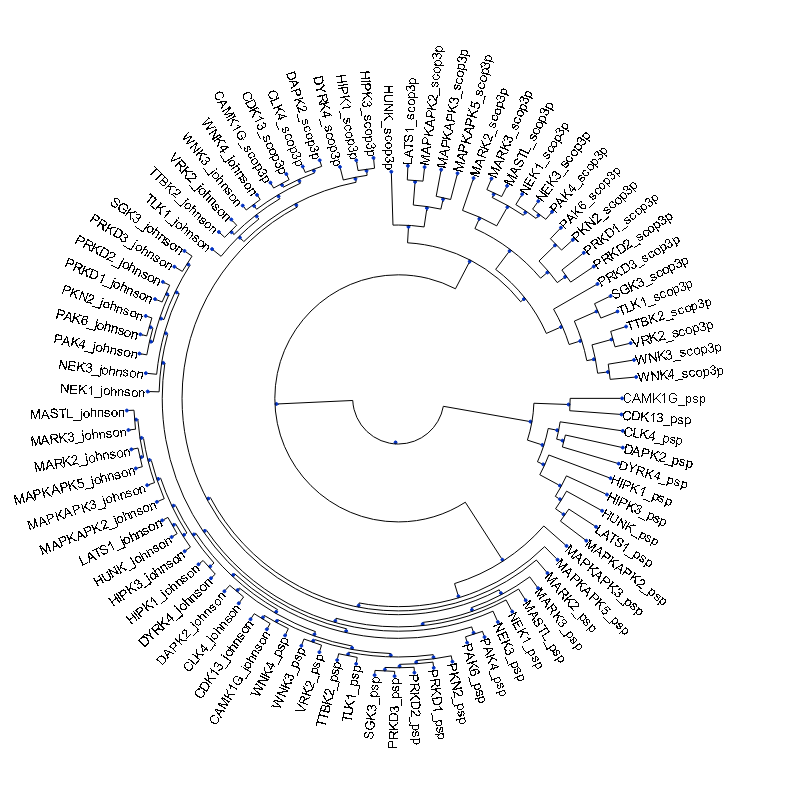 HUNK_scop3p
LATS1_scop3p
MAPKAPK2_scop3p
MAPKAPK3_scop3p
MAPKAPK5_scop3p
MARK2_scop3p
MARK3_scop3p
MASTL_scop3p
NEK1_scop3p
NEK3_scop3p
PAK4_scop3p
PAK6_scop3p
PKN2_scop3p
PRKD1_scop3p
PRKD2_scop3p
PRKD3_scop3p
SGK3_scop3p
TLK1_scop3p
TTBK2_scop3p
VRK2_scop3p
WNK3_scop3p
WNK4_scop3p
CAMK1G_psp
CDK13_psp
CLK4_psp
DAPK2_psp
DYRK4_psp
HIPK1_psp
HIPK3_psp
HUNK_psp
LATS1_psp
MAPKAPK2_psp
MAPKAPK3_psp
MAPKAPK5_psp
MARK2_psp
MARK3_psp
MASTL_psp
NEK1_psp
NEK3_psp
PAK4_psp
PAK6_psp
PKN2_psp
PRKD1_psp
PRKD2_psp
PRKD3_psp
SGK3_psp
TLK1_psp
TTBK2_psp
VRK2_psp
WNK3_psp
WNK4_psp
CAMK1G_johnson
CDK13_johnson
CLK4_johnson
DAPK2_johnson
DYRK4_johnson
HIPK1_johnson
HIPK3_johnson
HUNK_johnson
LATS1_johnson
MAPKAPK2_johnson
MAPKAPK3_johnson
MAPKAPK5_johnson
MARK2_johnson
MARK3_johnson
MASTL_johnson
NEK1_johnson
NEK3_johnson
PAK4_johnson
PAK6_johnson
PKN2_johnson
PRKD1_johnson
PRKD2_johnson
PRKD3_johnson
SGK3_johnson
TLK1_johnson
TTBK2_johnson
VRK2_johnson
WNK3_johnson
WNK4_johnson
CAMK1G_scop3p
CDK13_scop3p
CLK4_scop3p
DAPK2_scop3p
DYRK4_scop3p
HIPK1_scop3p
HIPK3_scop3p